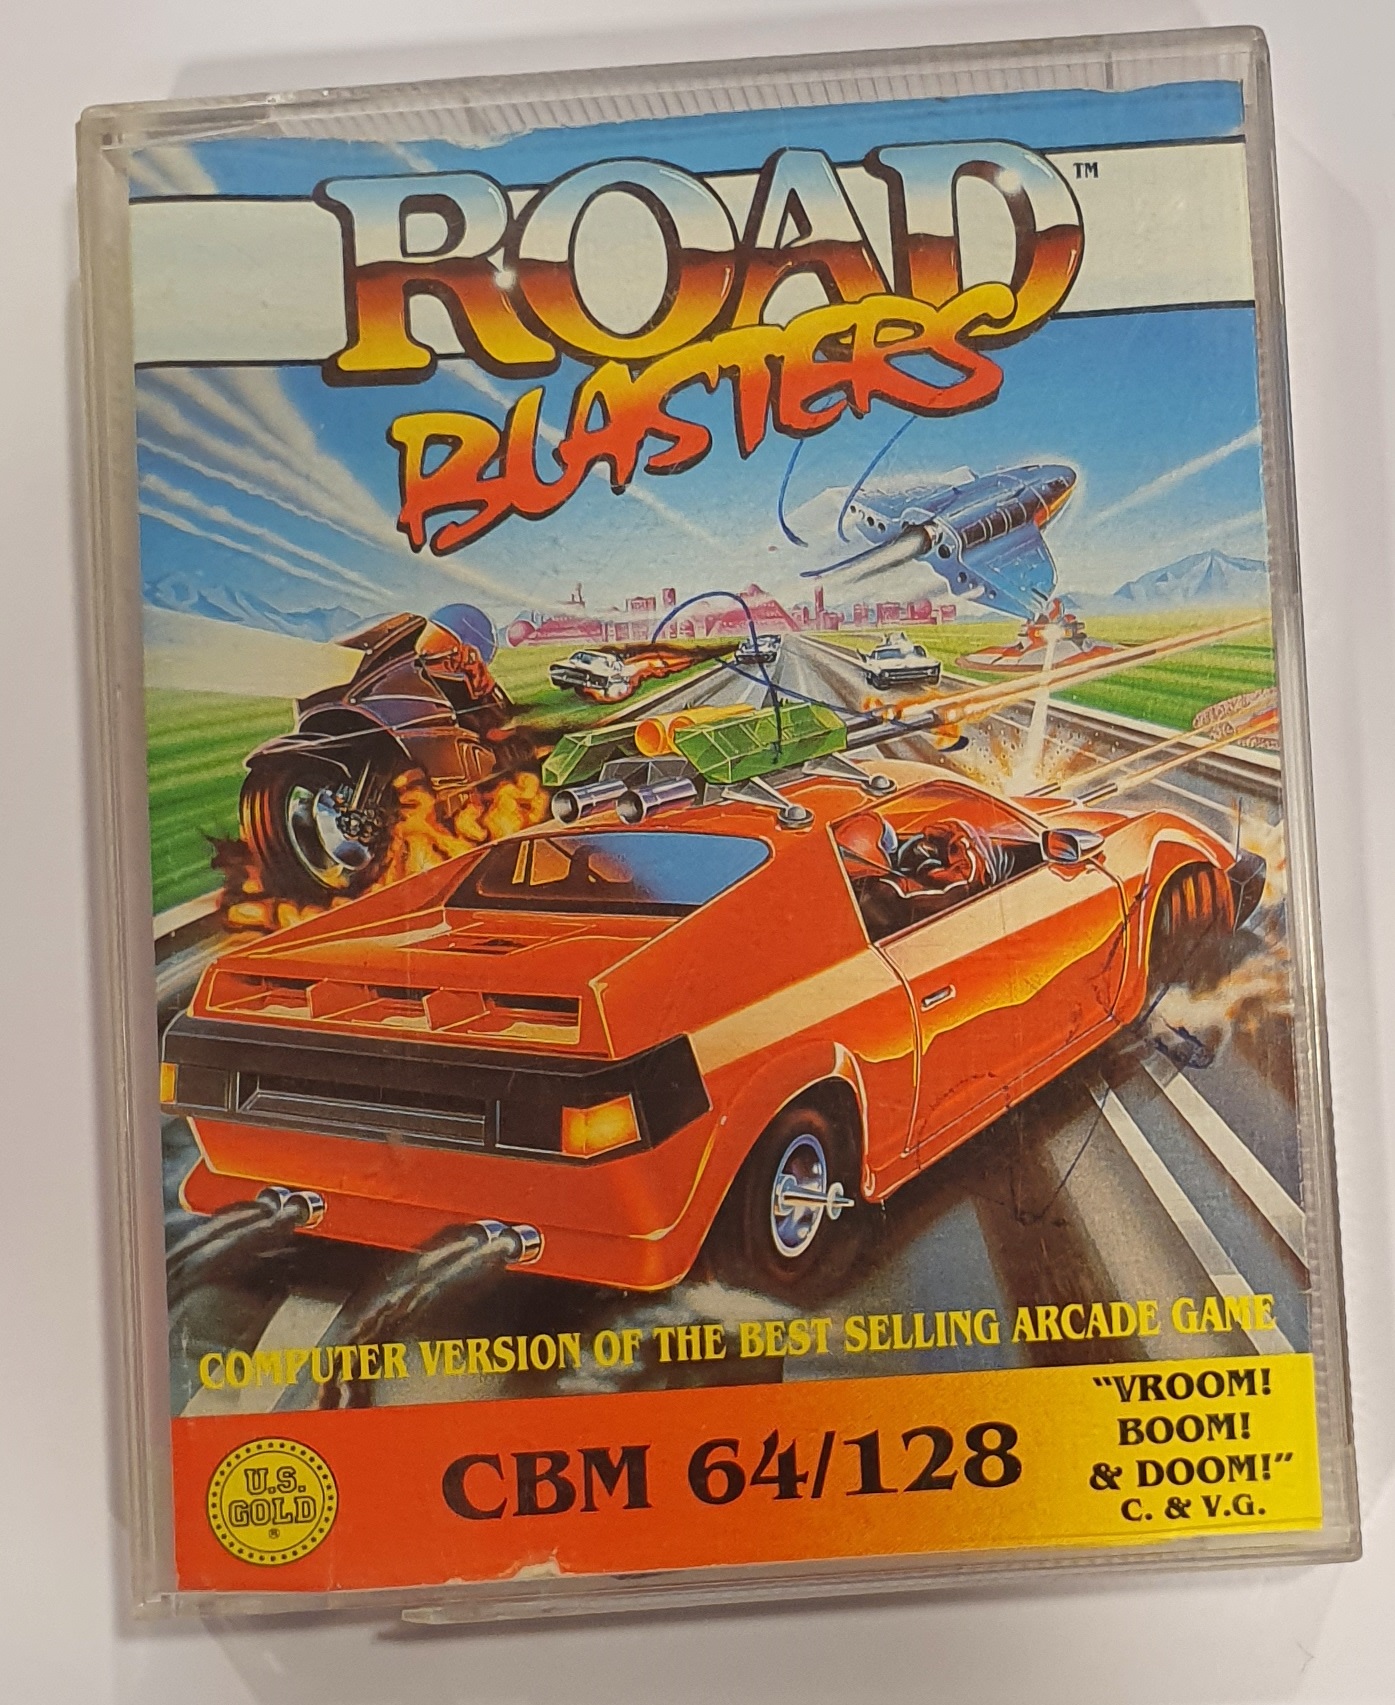 ROAD™
BLASTERS
COMPUTER VERSION OF THE BEST SELLING ARCADE GAME
U.S.
GOLD
®
CBM 64/128
"VROOM!
BOOM!
& DOOM!"
C. & V.G.